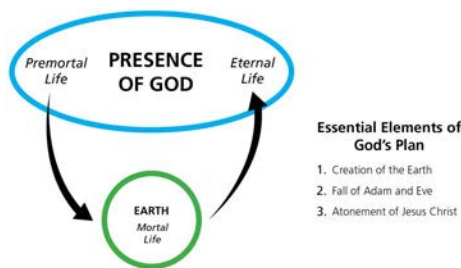 Premortal
Life
PRESENCE
OF GOD
Eternal
Life
EARTH
Mortal
Life
Essential Elements of
God's Plan
1. Creation of the Earth
2. Fall of Adam and Eve
3. Atonement of Jesus Christ